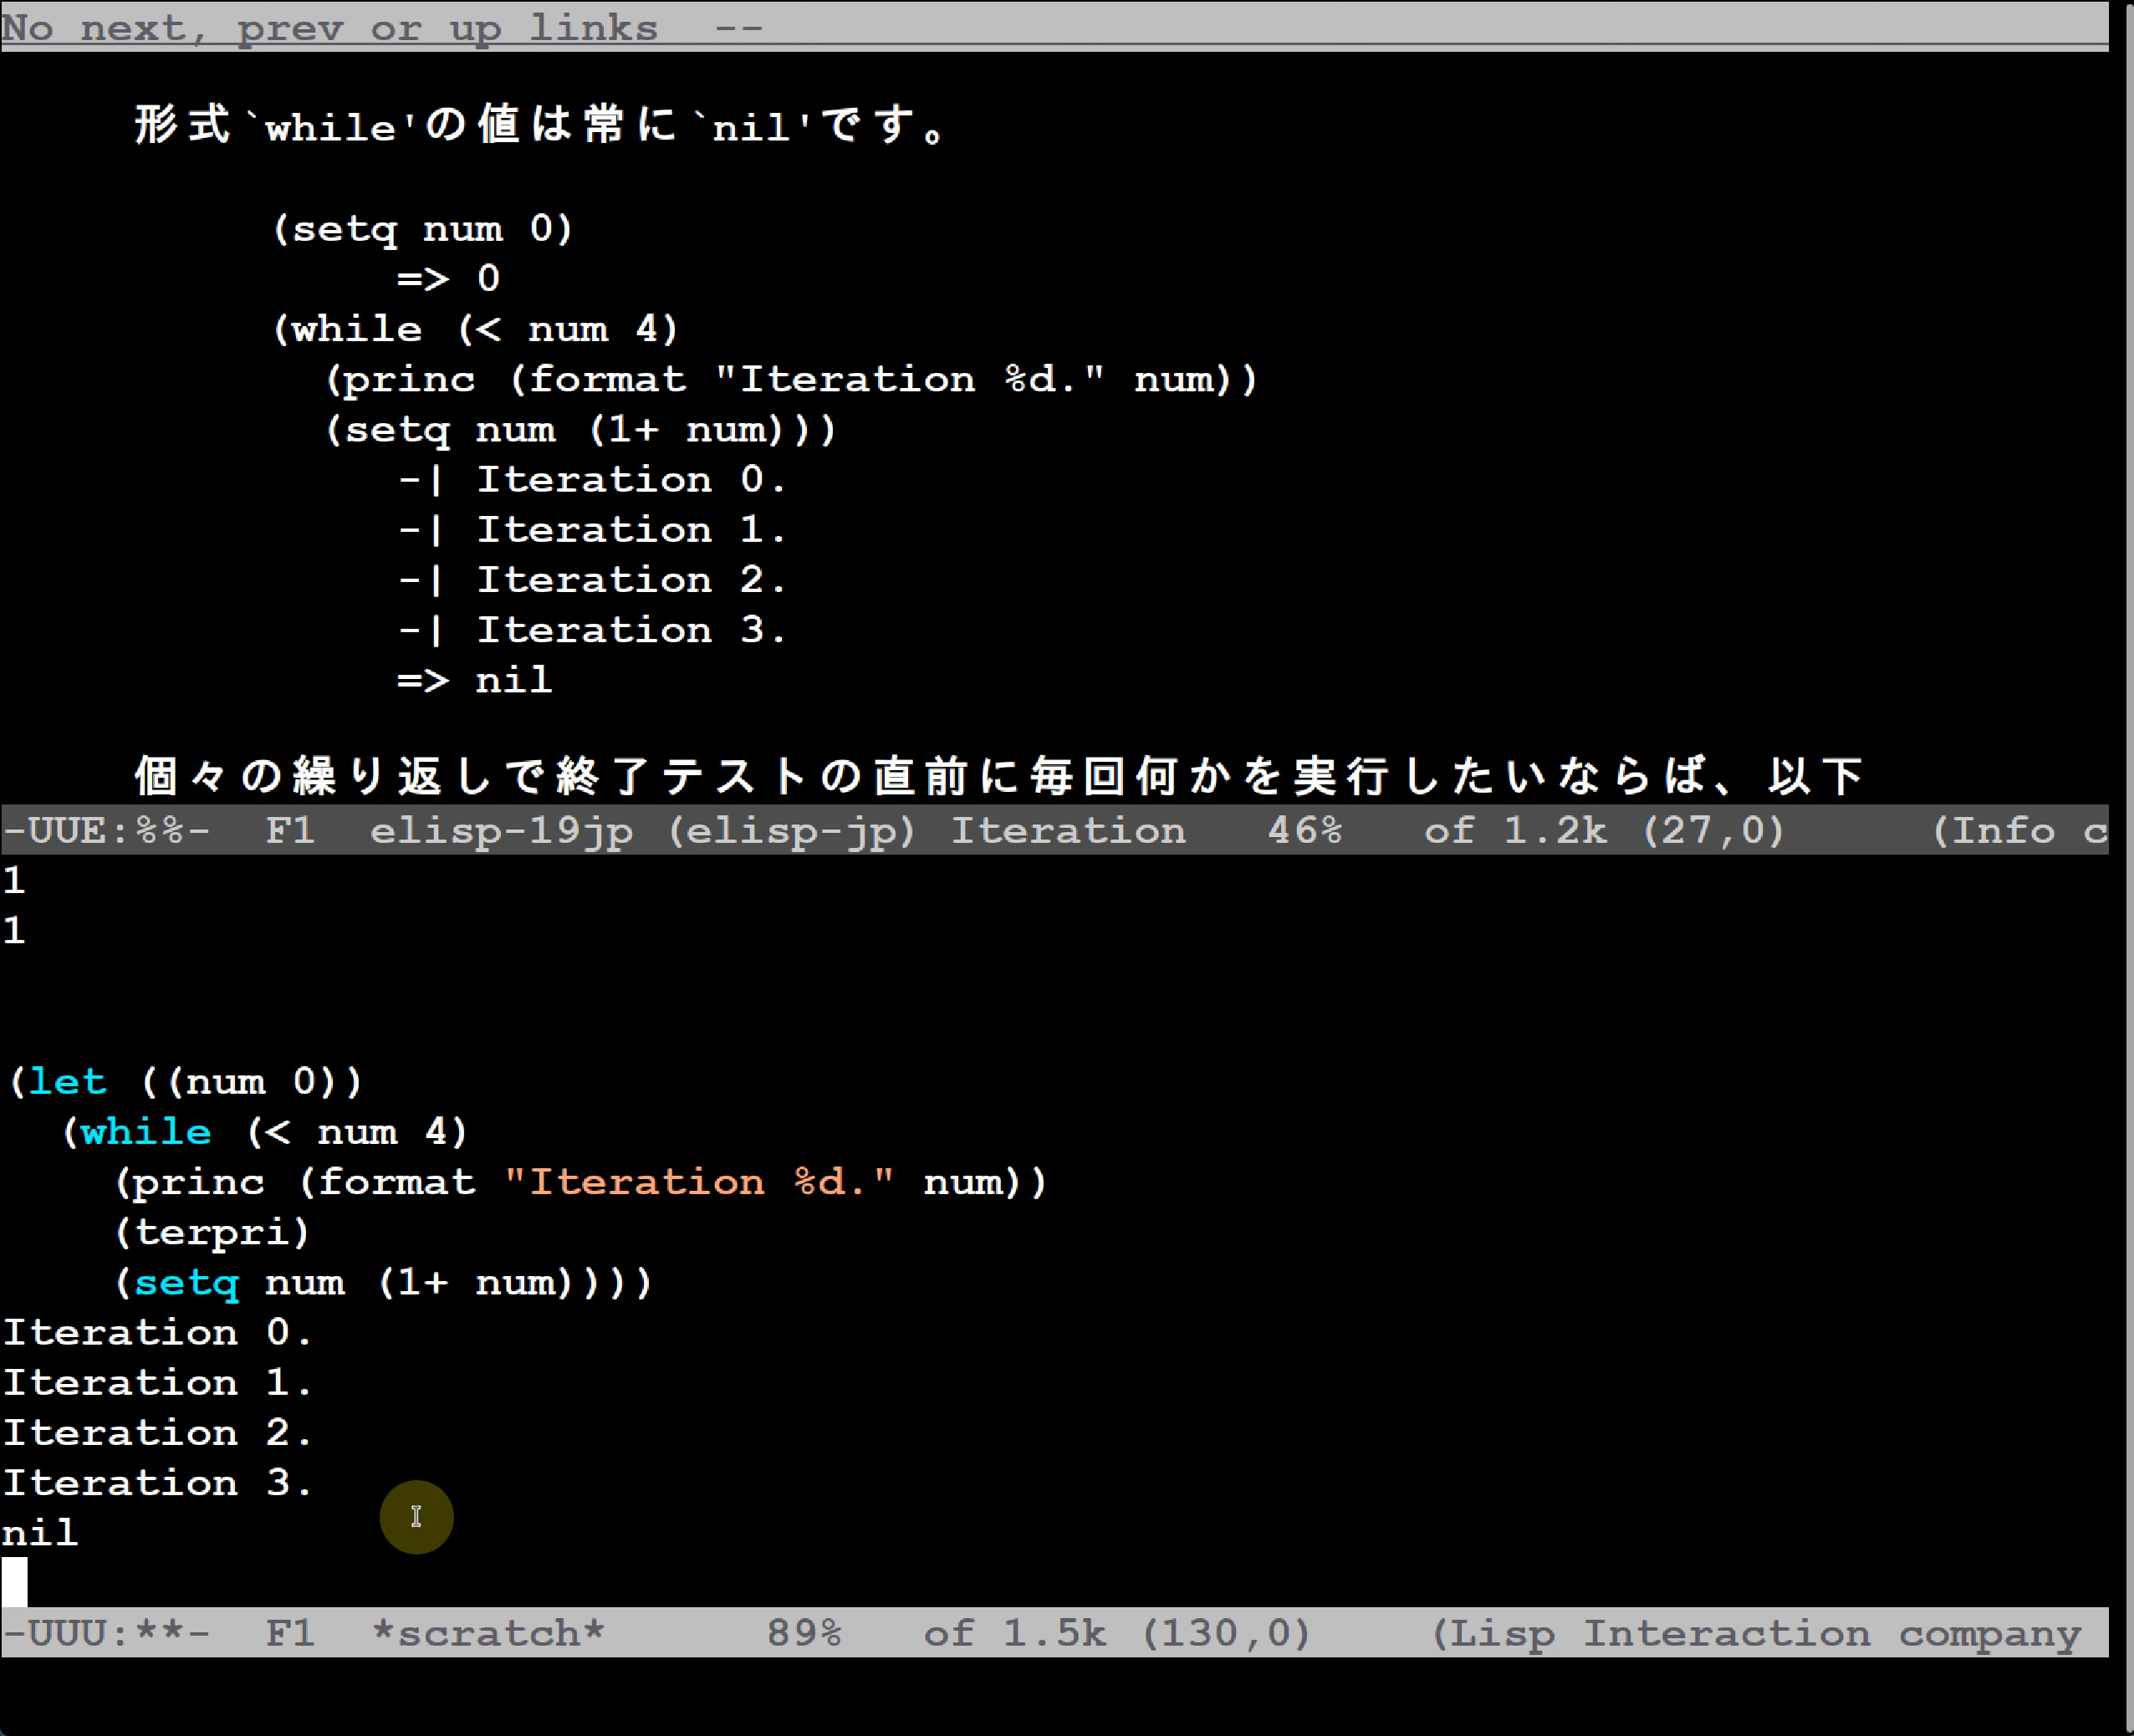 No next, prev or up links  --
形式`while'の値は常に`nil'です。
(setq num 0)
=> 0
(while (< num 4)
(princ (format "Iteration %d." num))
(setq num (1+ num)))
-| Iteration 0.
-| Iteration 1.
-| Iteration 2.
-| Iteration 3.
=> nil
個々の繰り返しで終了テストの直前に毎回何かを実行したいならば、以下
-UUE:%%-  F1  elisp-19jp (elisp-jp) Iteration   46%   of 1.2k (27,0)      (Info c
1
1
(let ((num 0))
(while (< num 4)
(princ (format "Iteration %d." num))
(terpri)
(setq num (1+ num))))
Iteration 0.
Iteration 1.
Iteration 2.
Iteration 3.
nil
-UUU:**-  F1  *scratch*      89%   of 1.5k (130,0)     (Lisp Interaction company